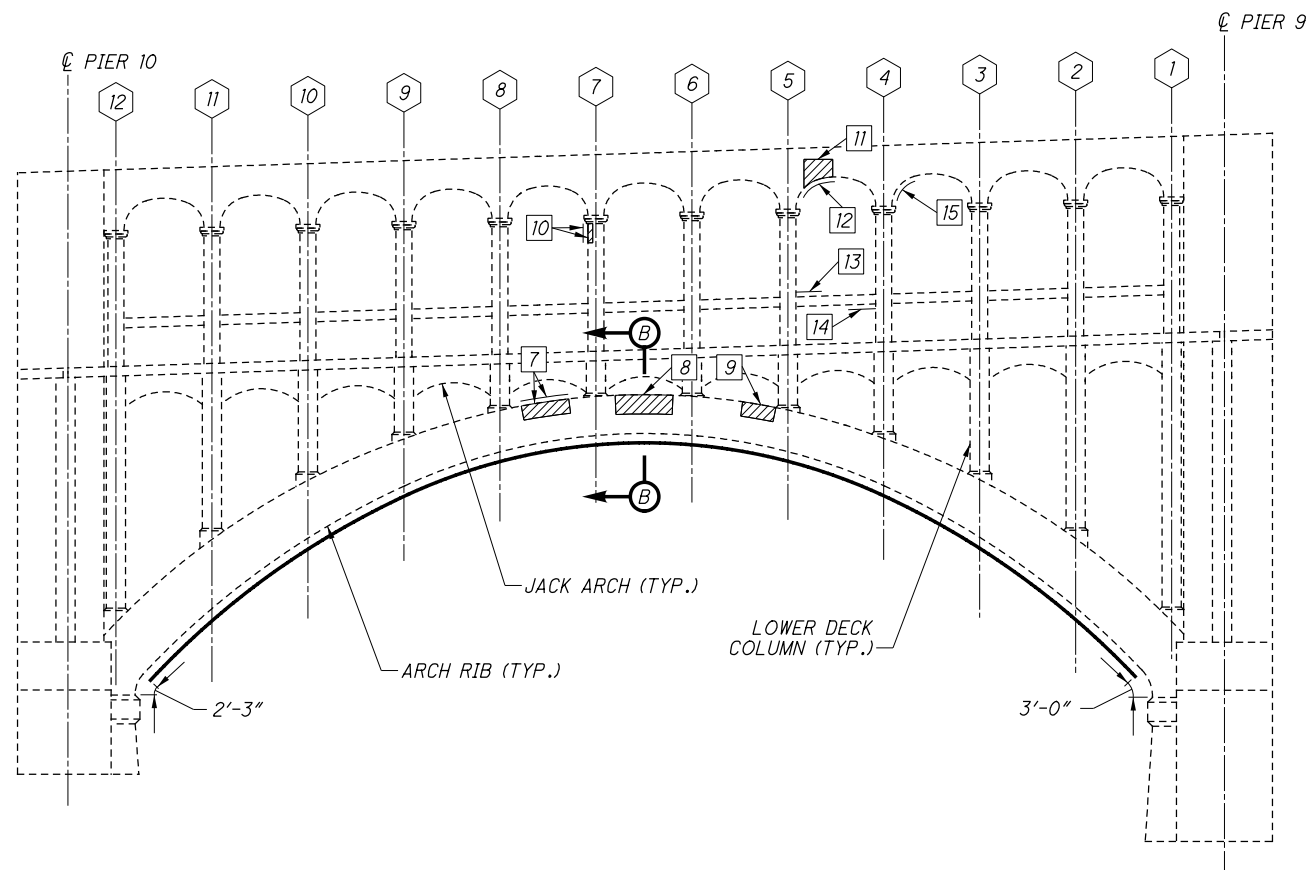 ℄ PIER 9
℄ PIER 10
12
11
10
9
8
7
6
5
4
3
2
1
11
12
15
10
13
14
B
7
8
9
B
JACK ARCH (TYP.)
LOWER DECK
COLUMN (TYP.)
ARCH RIB (TYP.)
2'-3"
3'-0"